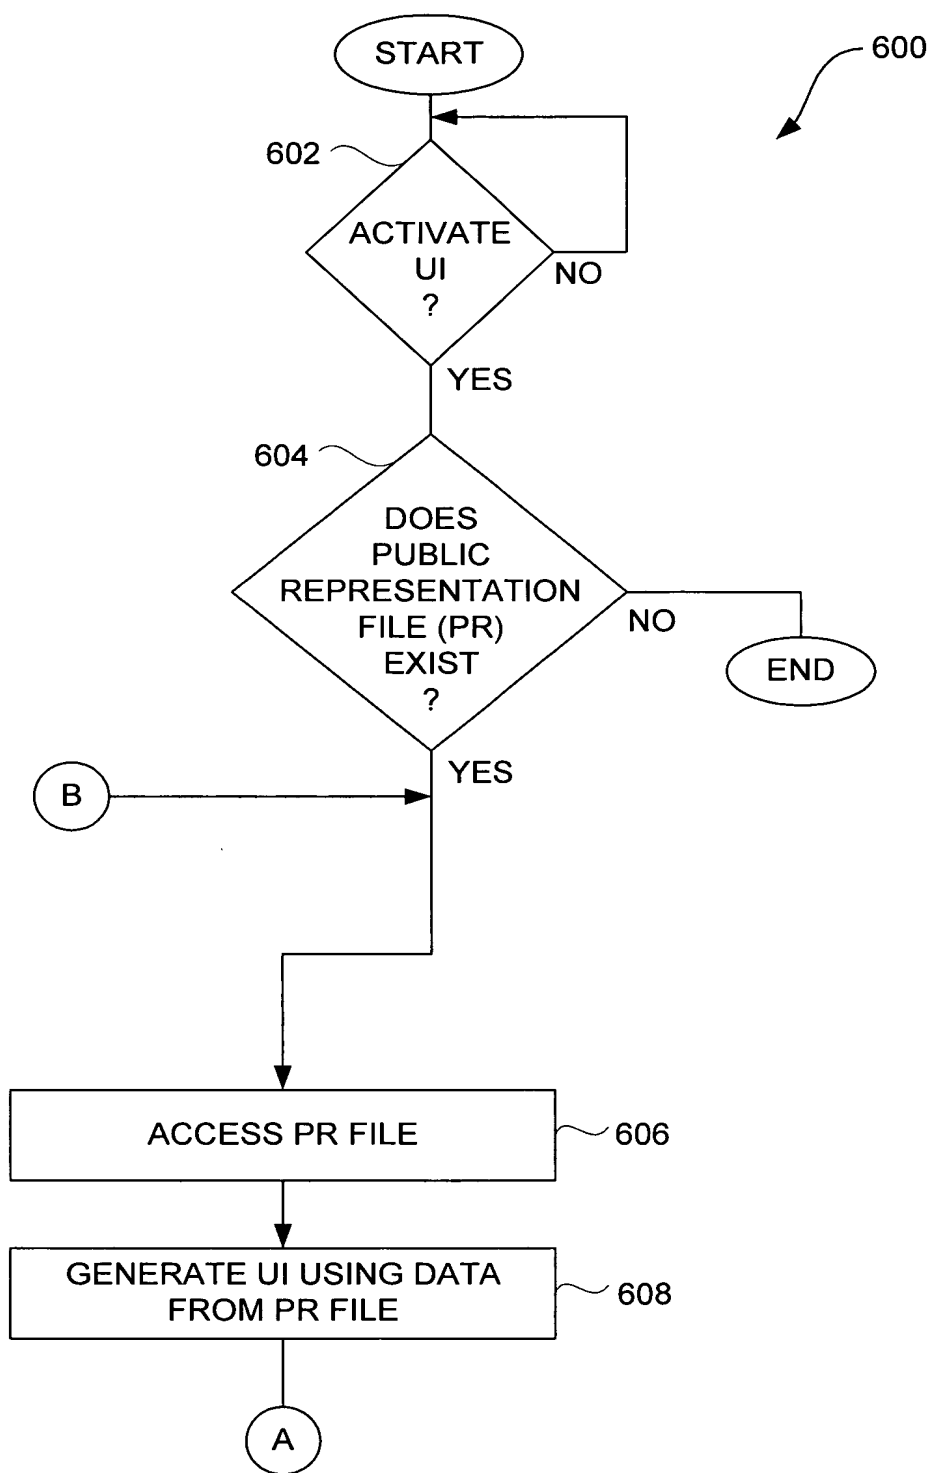 START
600
602
ACTIVATE
UI
?
NO
YES
604
DOES
PUBLIC
REPRESENTATION
FILE (PR)
EXIST
?
NO
END
YES
B
ACCESS PR FILE
606
GENERATE UI USING DATA
FROM PR FILE
608
A